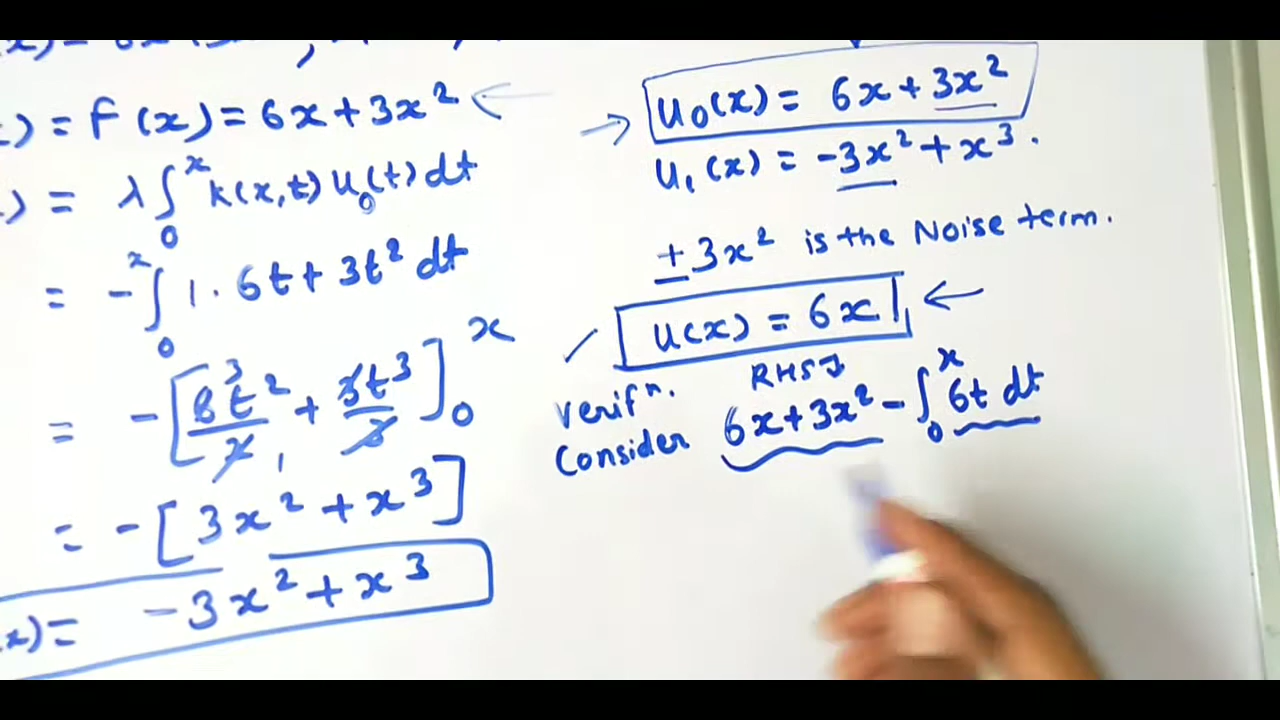 x) = f(x) = 6x + 3x² ←
) = λ∫₀ˣ k(x,t) u₀(t) dt
= -∫₀ˣ 1. 6t + 3t² dt
= -[6t²/2 + 3t³/3]₀ˣ
= -[3x² + x³]
x) = -3x² + x³
→ u₀(x) = 6x + 3x²
u₁(x) = -3x² + x³.
±3x² is the Noise term.
✓ u(x) = 6x ←
Verifⁿ. RHS
Consider 6x + 3x² - ∫₀ˣ 6t dt